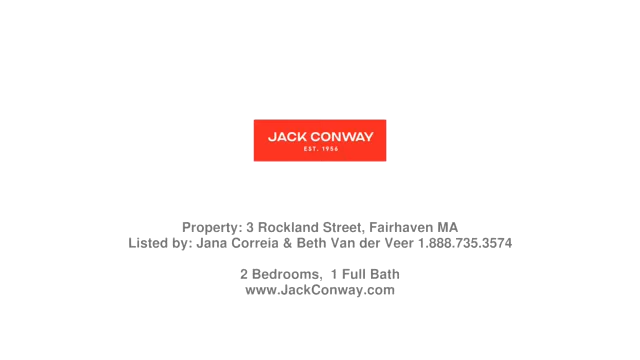 JACK CONWAY
EST. 1956
Property: 3 Rockland Street, Fairhaven MA
Listed by: Jana Correia & Beth Van der Veer 1.888.735.3574
2 Bedrooms,  1 Full Bath
www.JackConway.com